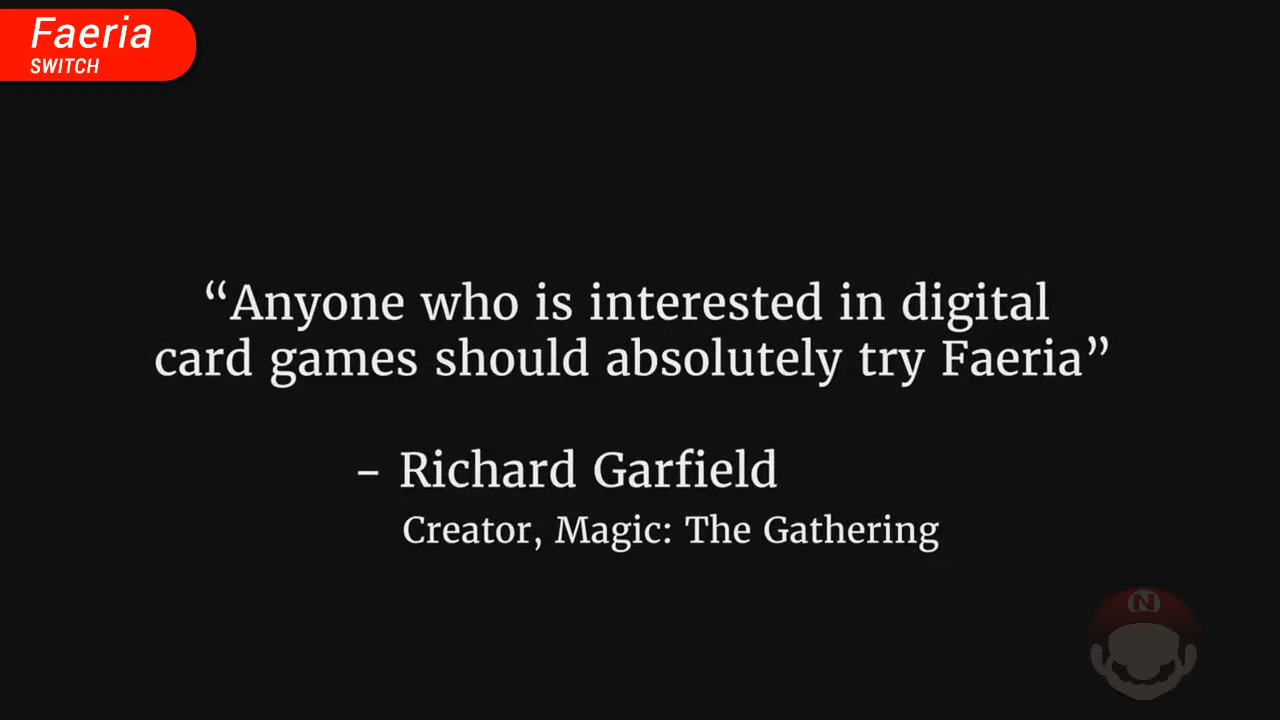 Faeria
SWITCH
“Anyone who is interested in digital
card games should absolutely try Faeria”
– Richard Garfield
Creator, Magic: The Gathering
N